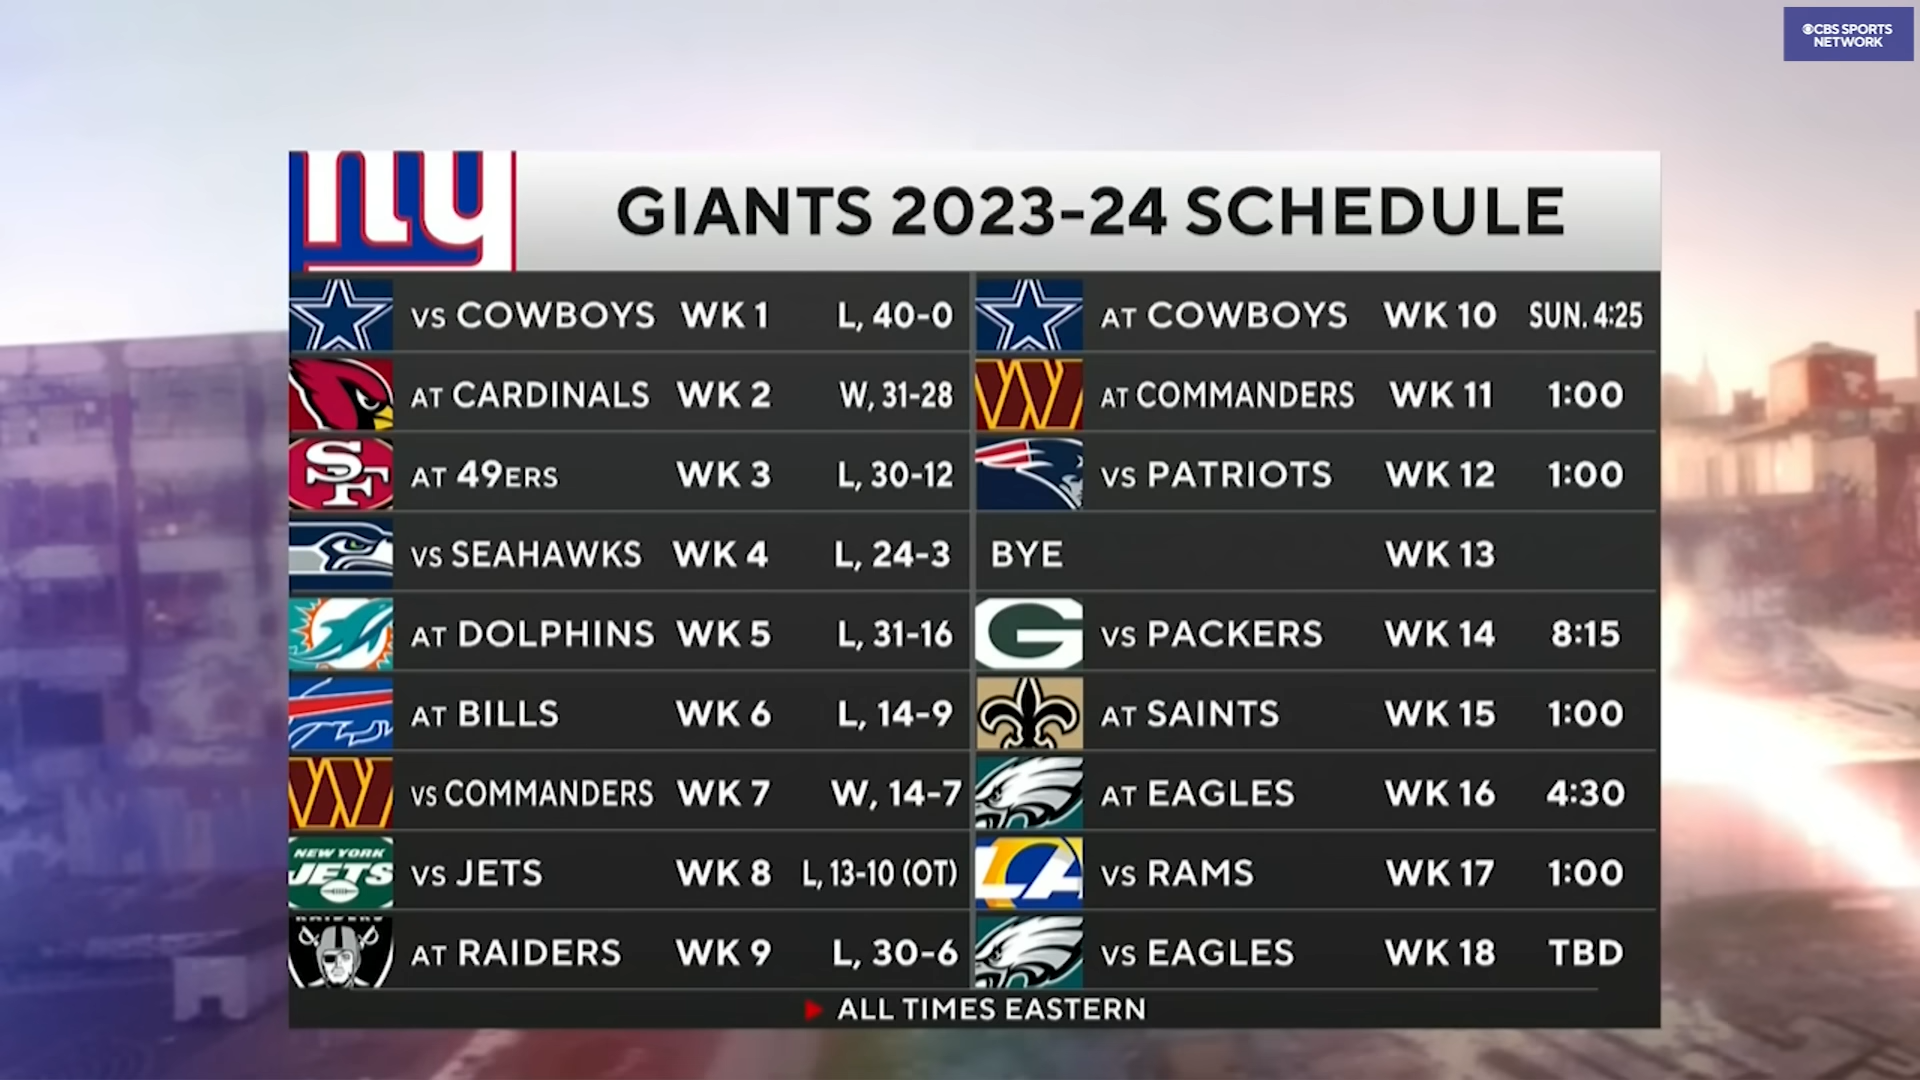 CBS SPORTS
NETWORK
ny
GIANTS 2023-24 SCHEDULE
VS COWBOYS WK 1 L, 40-0
AT CARDINALS WK 2 W, 31-28
SF AT 49ERS WK 3 L, 30-12
VS SEAHAWKS WK 4 L, 24-3
AT DOLPHINS WK 5 L, 31-16
AT BILLS WK 6 L, 14-9
W VS COMMANDERS WK 7 W, 14-7
NEW YORK
JETS VS JETS WK 8 L, 13-10 (OT)
RAIDERS
AT RAIDERS WK 9 L, 30-6
AT COWBOYS WK 10 SUN. 4:25
W AT COMMANDERS WK 11 1:00
VS PATRIOTS WK 12 1:00
BYE WK 13
G VS PACKERS WK 14 8:15
AT SAINTS WK 15 1:00
AT EAGLES WK 16 4:30
LA VS RAMS WK 17 1:00
VS EAGLES WK 18 TBD
ALL TIMES EASTERN